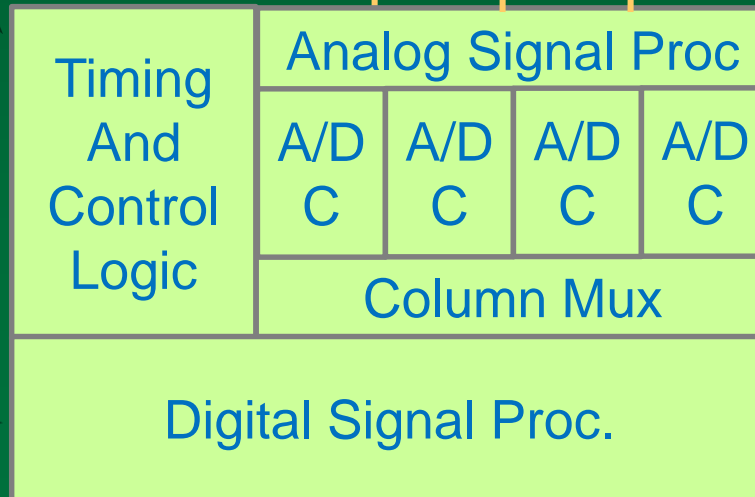 Timing
And
Control
Logic
Analog Signal Proc
A/D
C
A/D
C
A/D
C
A/D
C
Column Mux
Digital Signal Proc.